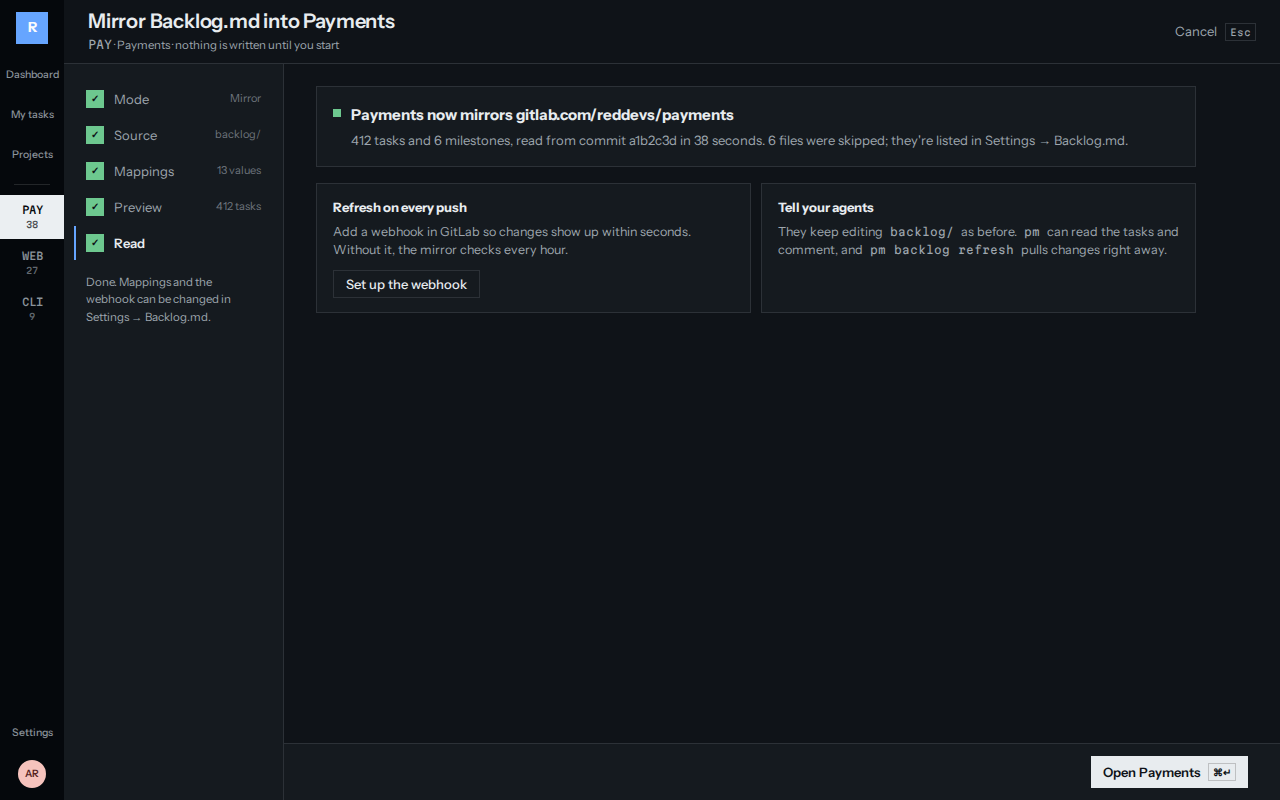 R
Dashboard
My tasks
Projects
PAY
38
WEB
27
CLI
9
Settings
AR
Mirror Backlog.md into Payments
PAY · Payments · nothing is written until you start
Cancel Esc
✓ Mode Mirror
✓ Source backlog/
✓ Mappings 13 values
✓ Preview 412 tasks
✓ Read
Done. Mappings and the
webhook can be changed in
Settings → Backlog.md.
Payments now mirrors gitlab.com/reddevs/payments
412 tasks and 6 milestones, read from commit a1b2c3d in 38 seconds. 6 files were skipped; they're listed in Settings → Backlog.md.
Refresh on every push
Add a webhook in GitLab so changes show up within seconds.
Without it, the mirror checks every hour.
Set up the webhook
Tell your agents
They keep editing backlog/ as before. pm can read the tasks and
comment, and pm backlog refresh pulls changes right away.
Open Payments ⌘↵